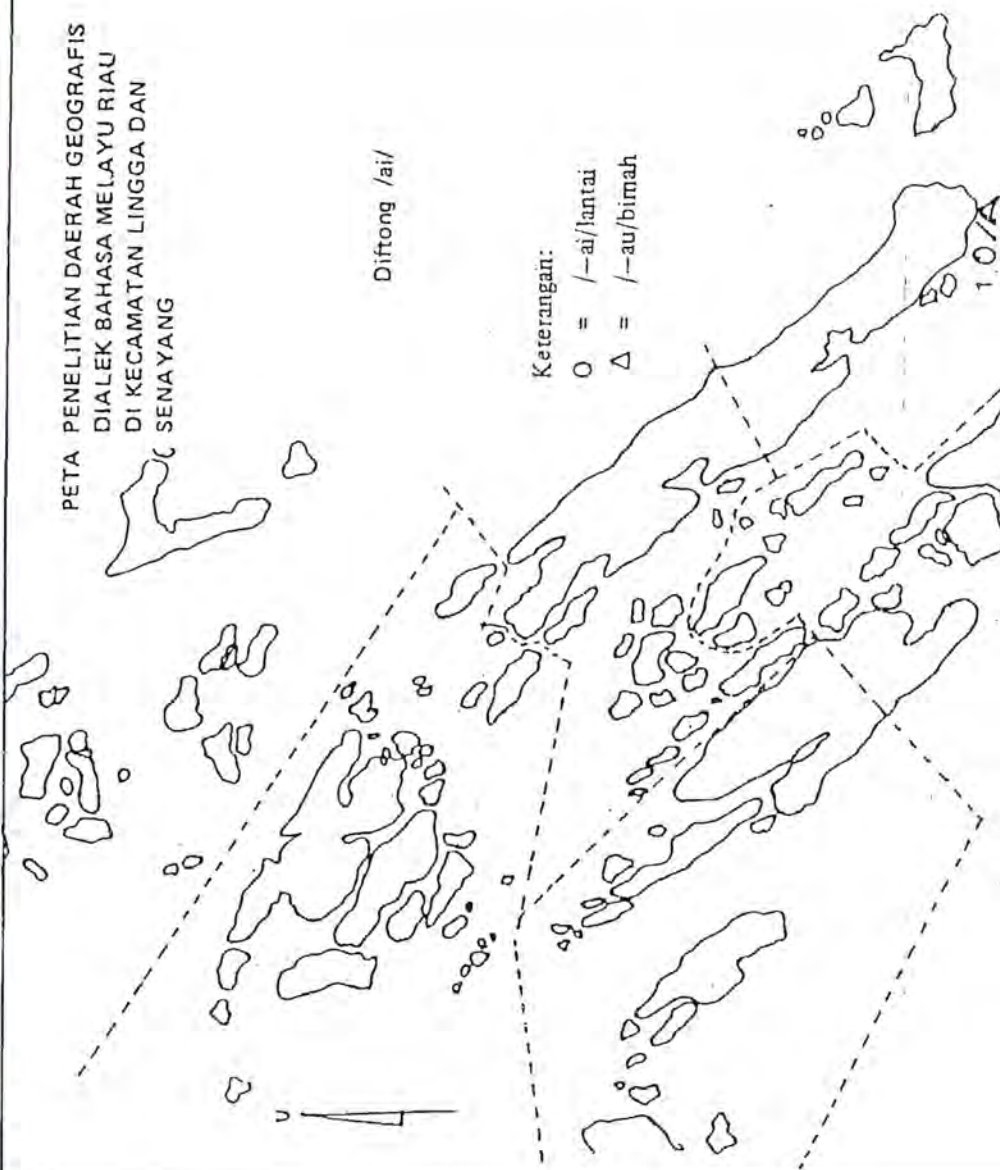 PETA PENELITIAN DAERAH GEOGRAFIS
DIALEK BAHASA MELAYU RIAU
DI KECAMATAN LINGGA DAN
SENAYANG
Diftong /ai/
Keterangan:
O = /—ai/lantai
Δ = /—au/bimah
1 O/Δ
U